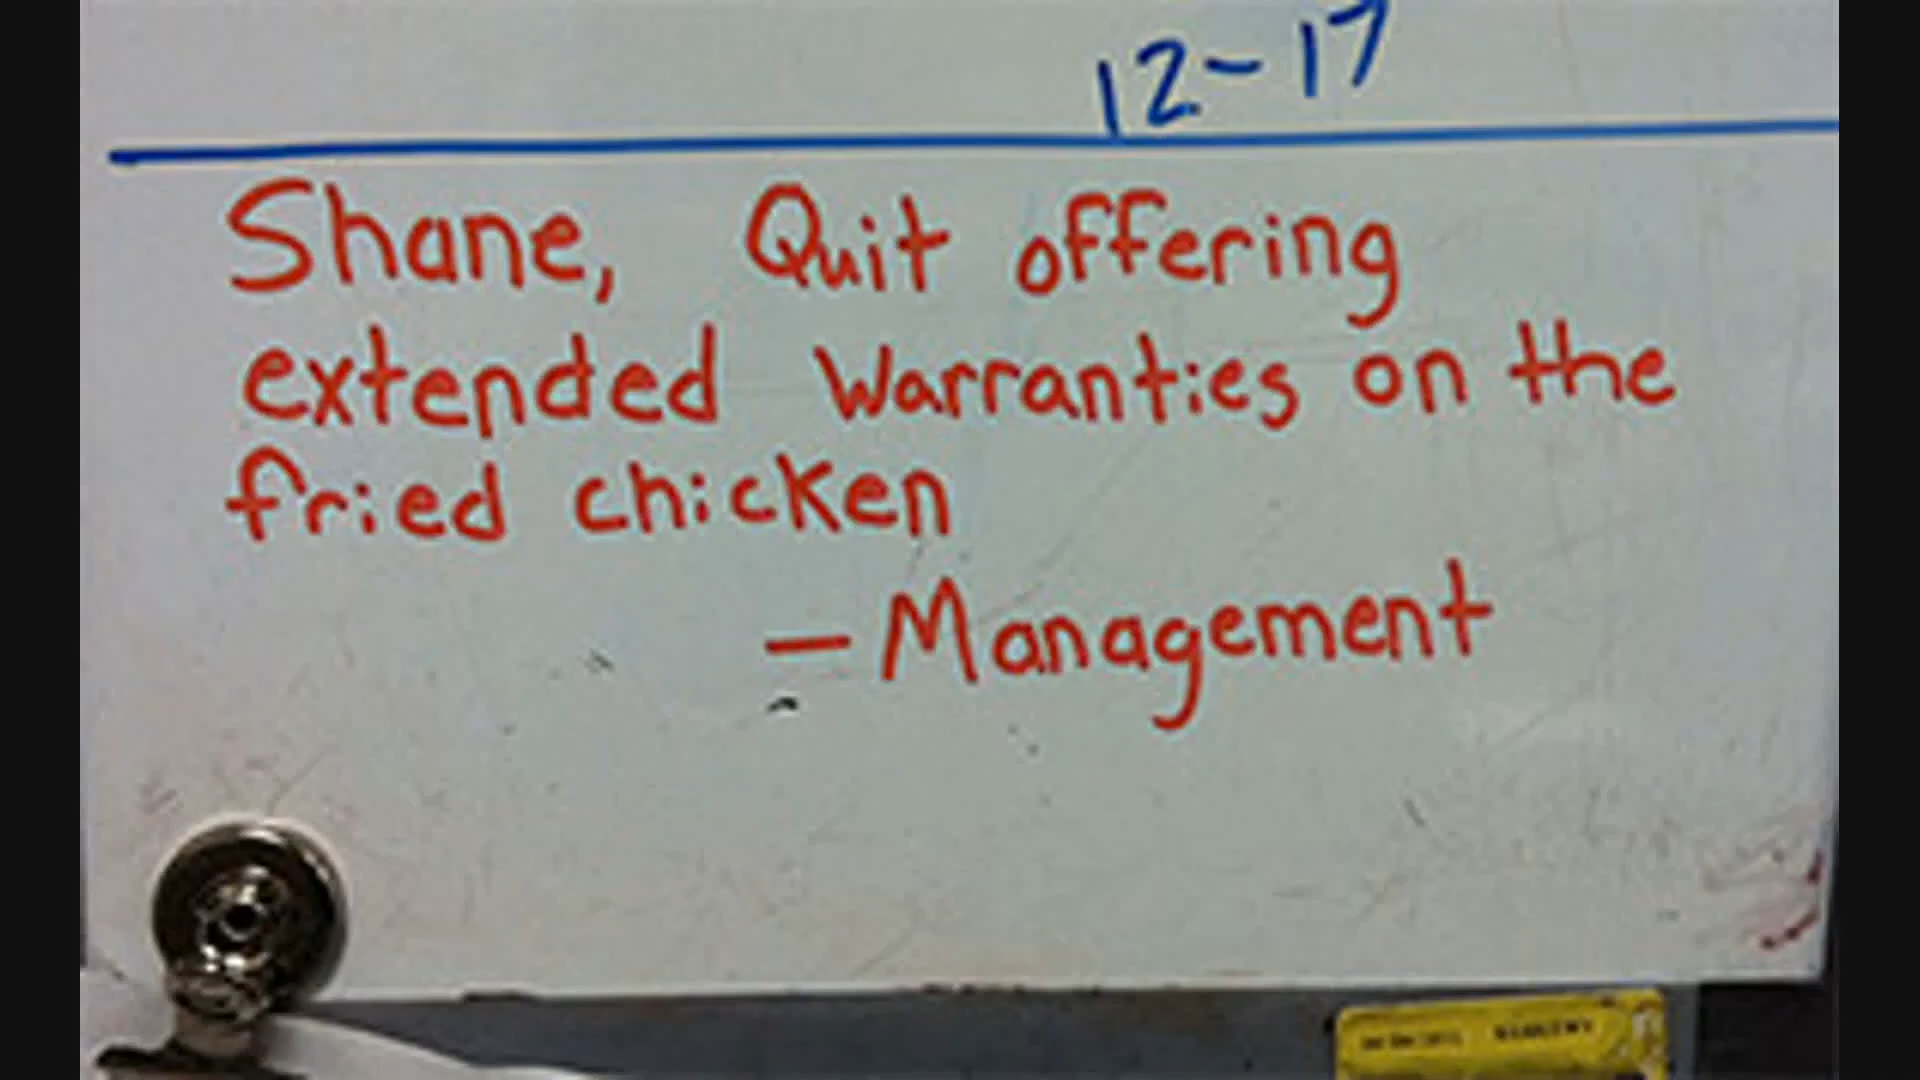 12-17
Shane, Quit offering
extended warranties on the
fried chicken
- Management